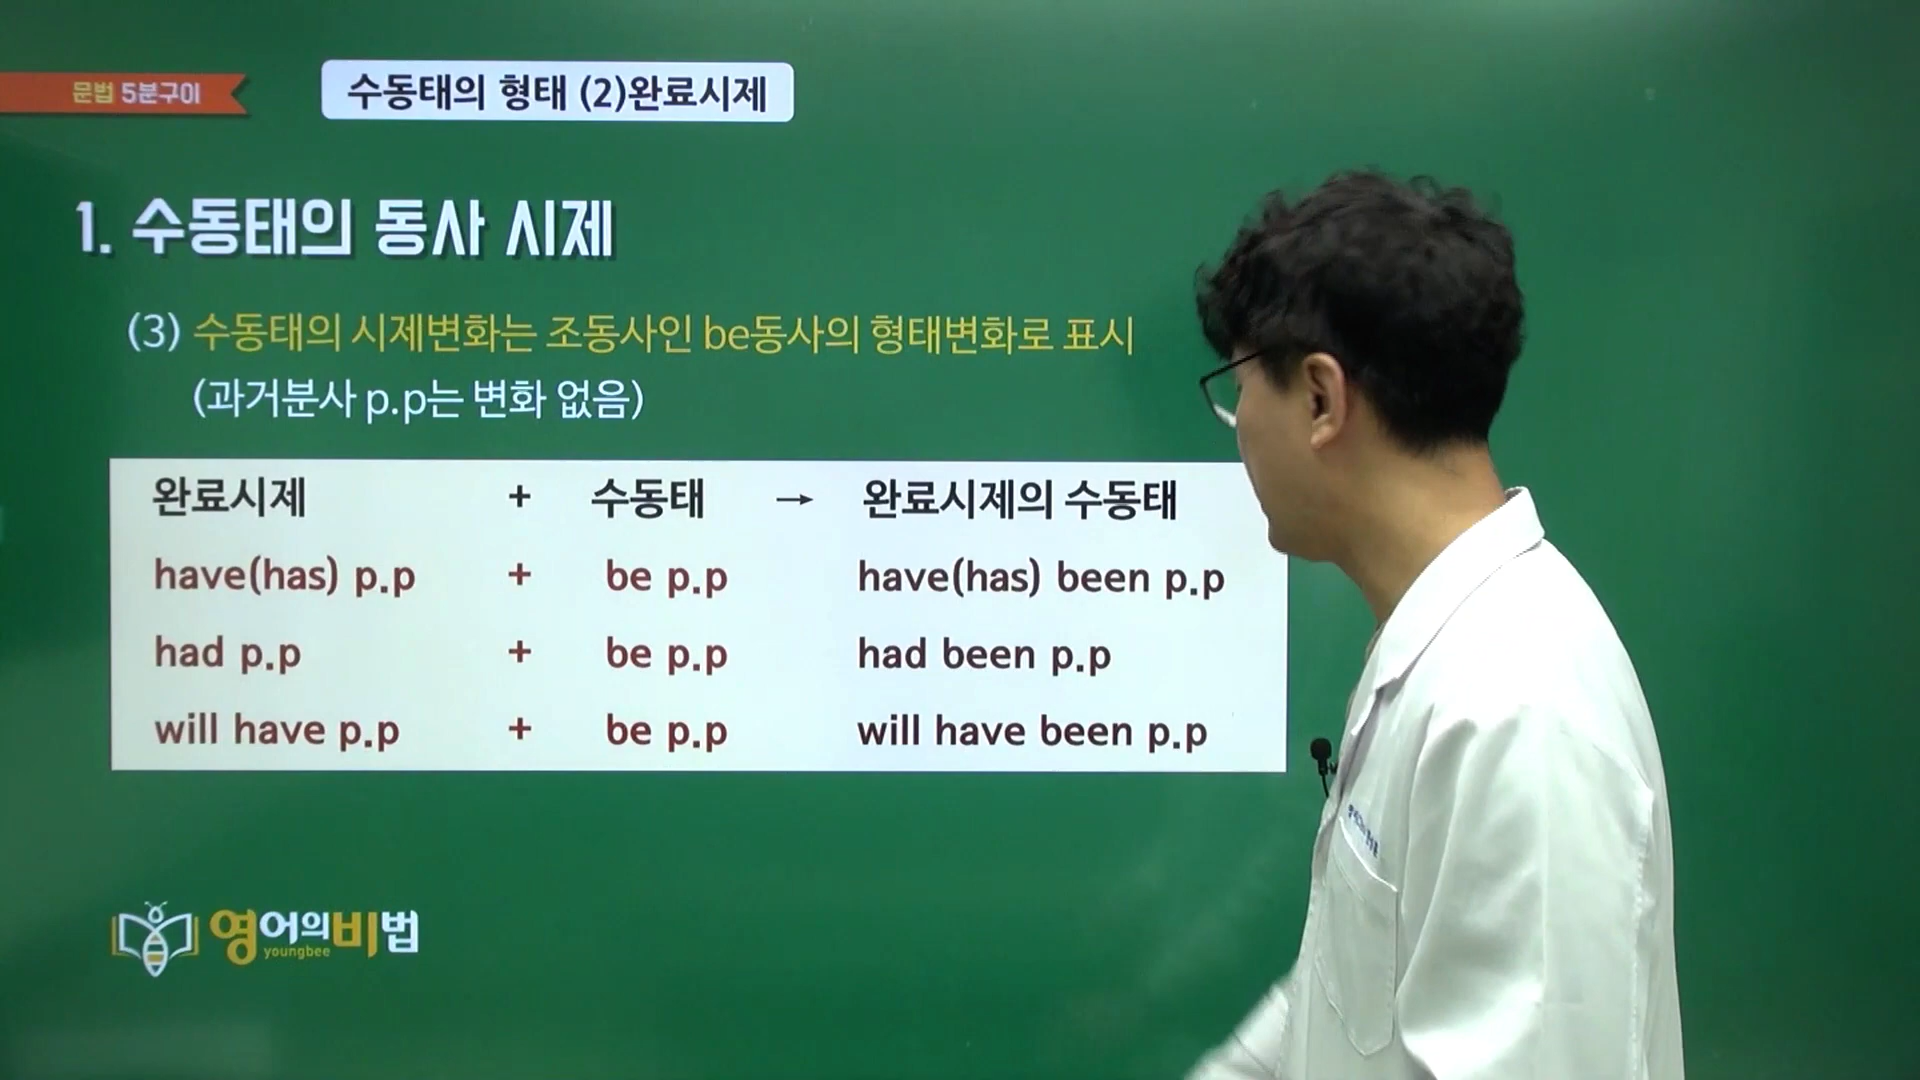 문법 5분구이
수동태의 형태 (2)완료시제
1. 수동태의 동사 시제
(3) 수동태의 시제변화는 조동사인 be동사의 형태변화로 표시
(과거분사 p.p는 변화 없음)
완료시제 + 수동태 → 완료시제의 수동태
have(has) p.p + be p.p have(has) been p.p
had p.p + be p.p had been p.p
will have p.p + be p.p will have been p.p
영어의비법
youngbee